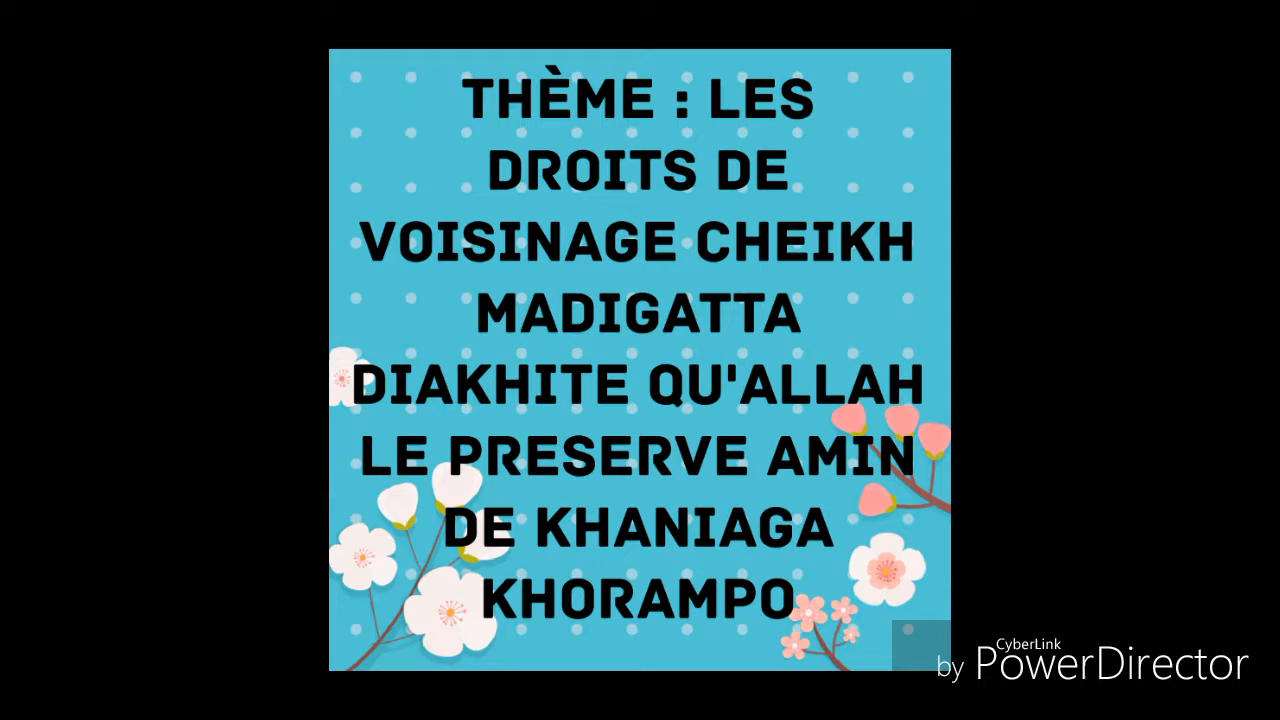 THÈME : LES
DROITS DE
VOISINAGE CHEIKH
MADIGATTA
DIAKHITE QU'ALLAH
LE PRESERVE AMIN
DE KHANIAGA
KHORAMPO
CyberLink
by PowerDirector